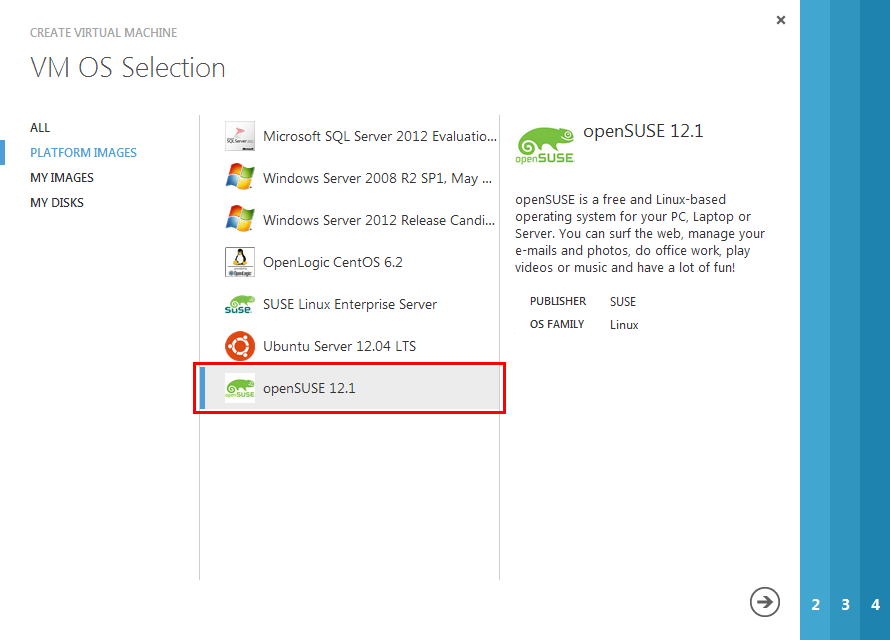 CREATE VIRTUAL MACHINE
VM OS Selection
ALL
PLATFORM IMAGES
MY IMAGES
MY DISKS
Microsoft SQL Server 2012 Evaluatio...
Windows Server 2008 R2 SP1, May ...
Windows Server 2012 Release Candi...
OpenLogic CentOS 6.2
SUSE
SUSE Linux Enterprise Server
Ubuntu Server 12.04 LTS
openSUSE
openSUSE 12.1
openSUSE
openSUSE 12.1
openSUSE is a free and Linux-based
operating system for your PC, Laptop or
Server. You can surf the web, manage your
e-mails and photos, do office work, play
videos or music and have a lot of fun!
PUBLISHER SUSE
OS FAMILY Linux
2 3 4